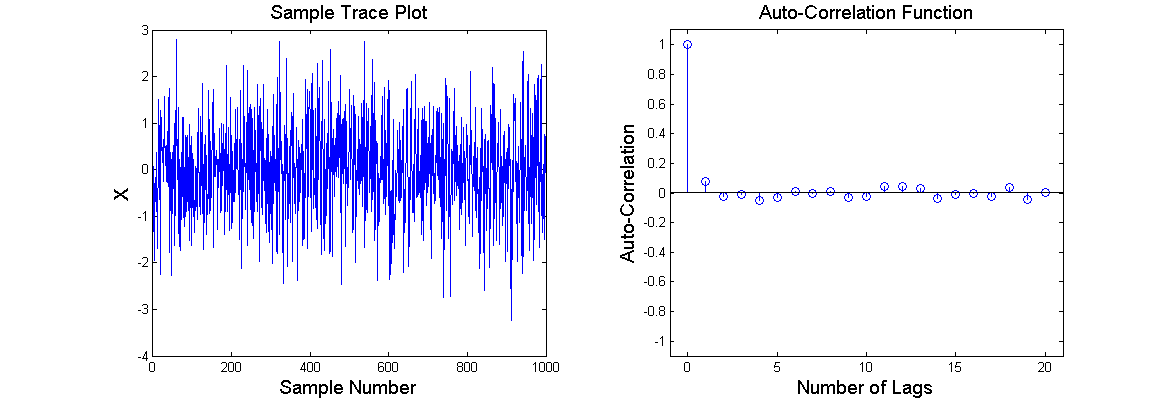 Sample Trace Plot
3
2
1
0
-1
-2
-3
-4
X
0 200 400 600 800 1000
Sample Number
Auto-Correlation Function
1
0.8
0.6
0.4
0.2
0
-0.2
-0.4
-0.6
-0.8
-1
Auto-Correlation
0 5 10 15 20
Number of Lags